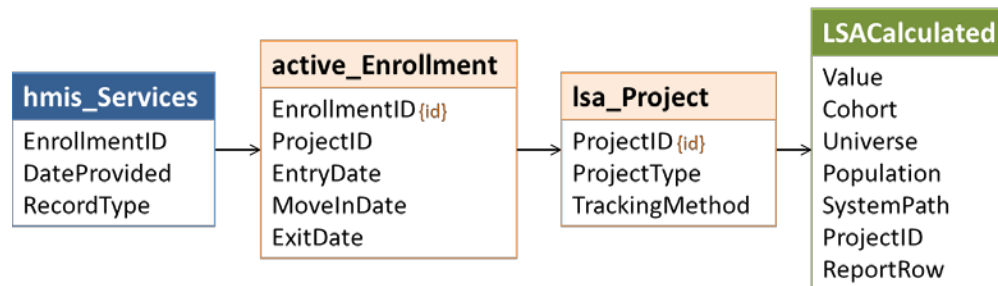 hmis_Services
EnrollmentID
DateProvided
RecordType
active_Enrollment
EnrollmentID {id}
ProjectID
EntryDate
MoveInDate
ExitDate
lsa_Project
ProjectID {id}
ProjectType
TrackingMethod
LSACalculated
Value
Cohort
Universe
Population
SystemPath
ProjectID
ReportRow